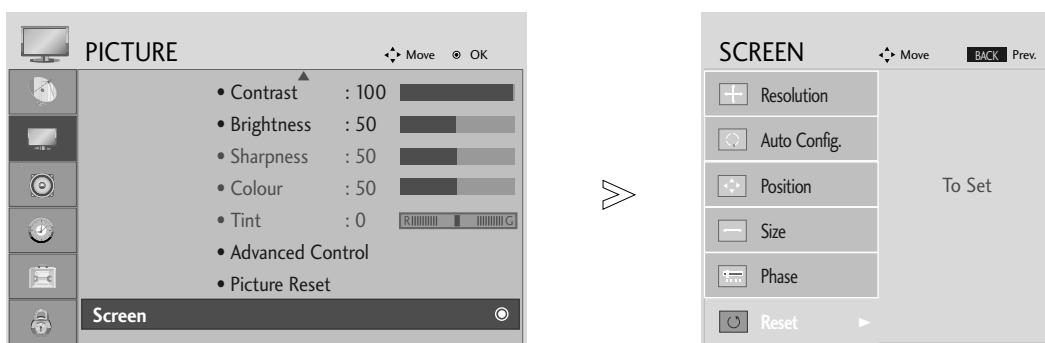 PICTURE Move OK
• Contrast : 100
• Brightness : 50
• Sharpness : 50
• Colour : 50
• Tint : 0 R G
• Advanced Control
• Picture Reset
Screen
SCREEN Move BACK Prev.
Resolution
Auto Config.
Position
Size
Phase
Reset
To Set